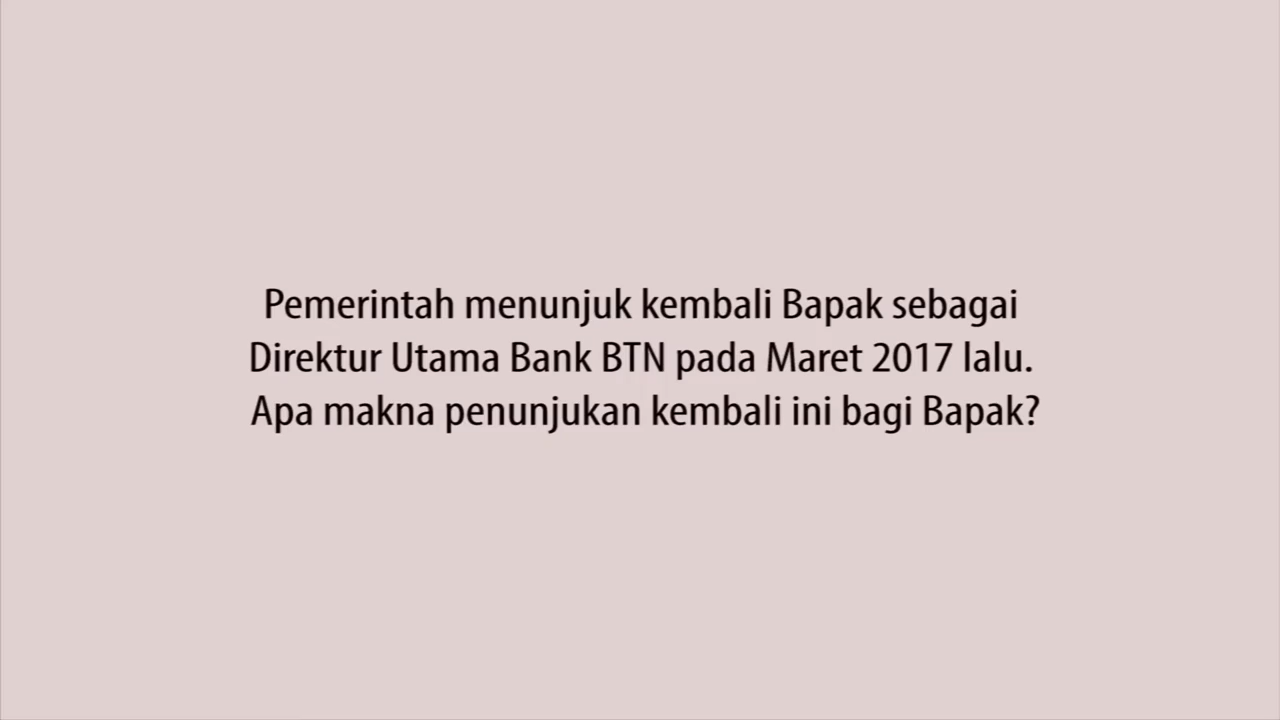 Pemerintah menunjuk kembali Bapak sebagai
Direktur Utama Bank BTN pada Maret 2017 lalu.
Apa makna penunjukan kembali ini bagi Bapak?